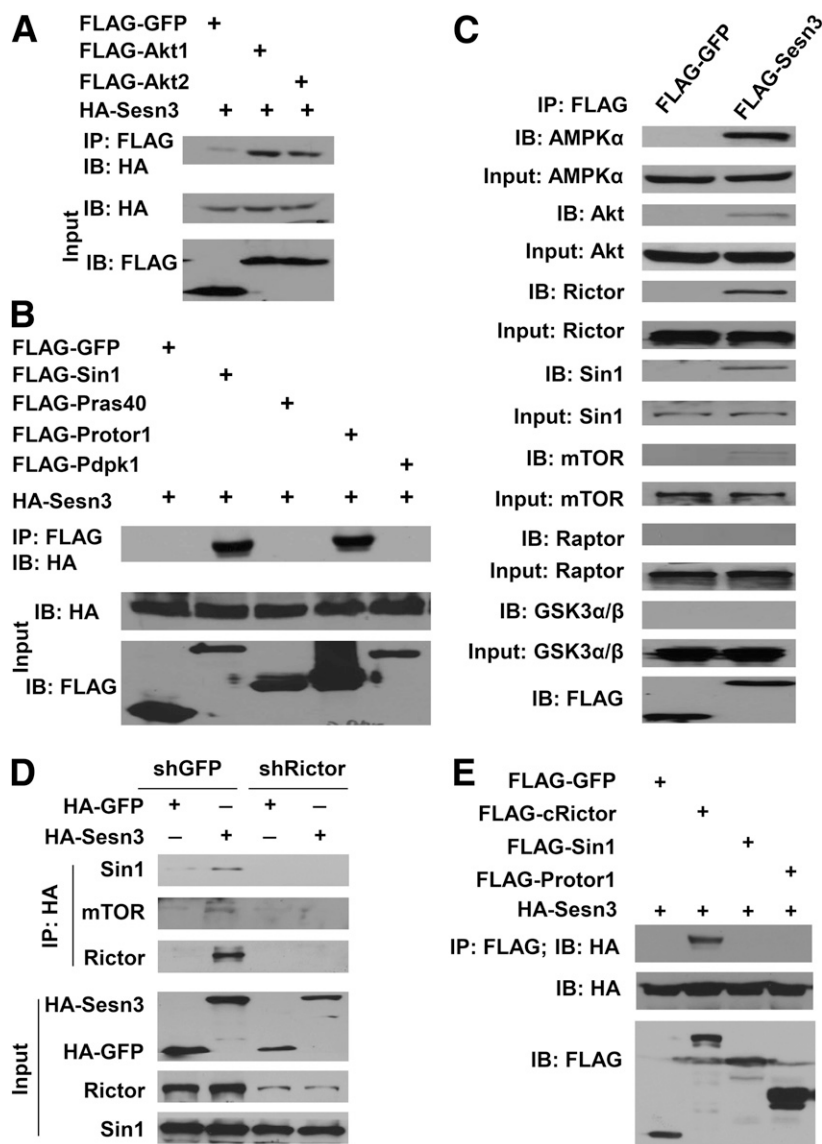 A
FLAG-GFP +
FLAG-Akt1 +
FLAG-Akt2 +
HA-Sesn3 + + +
IP: FLAG
IB: HA
Input
IB: HA
IB: FLAG
B
FLAG-GFP +
FLAG-Sin1 +
FLAG-Pras40 +
FLAG-Protor1 +
FLAG-Pdpk1 +
HA-Sesn3 + + + + +
IP: FLAG
IB: HA
Input
IB: HA
IB: FLAG
C
IP: FLAG FLAG-GFP FLAG-Sesn3
IB: AMPKα
Input: AMPKα
IB: Akt
Input: Akt
IB: Rictor
Input: Rictor
IB: Sin1
Input: Sin1
IB: mTOR
Input: mTOR
IB: Raptor
Input: Raptor
IB: GSK3α/β
Input: GSK3α/β
IB: FLAG
D
shGFP shRictor
HA-GFP + – + –
HA-Sesn3 – + – +
IP: HA
Sin1
mTOR
Rictor
Input
HA-Sesn3
HA-GFP
Rictor
Sin1
E
FLAG-GFP +
FLAG-cRictor +
FLAG-Sin1 +
FLAG-Protor1 +
HA-Sesn3 + + + +
IP: FLAG; IB: HA
IB: HA
IB: FLAG